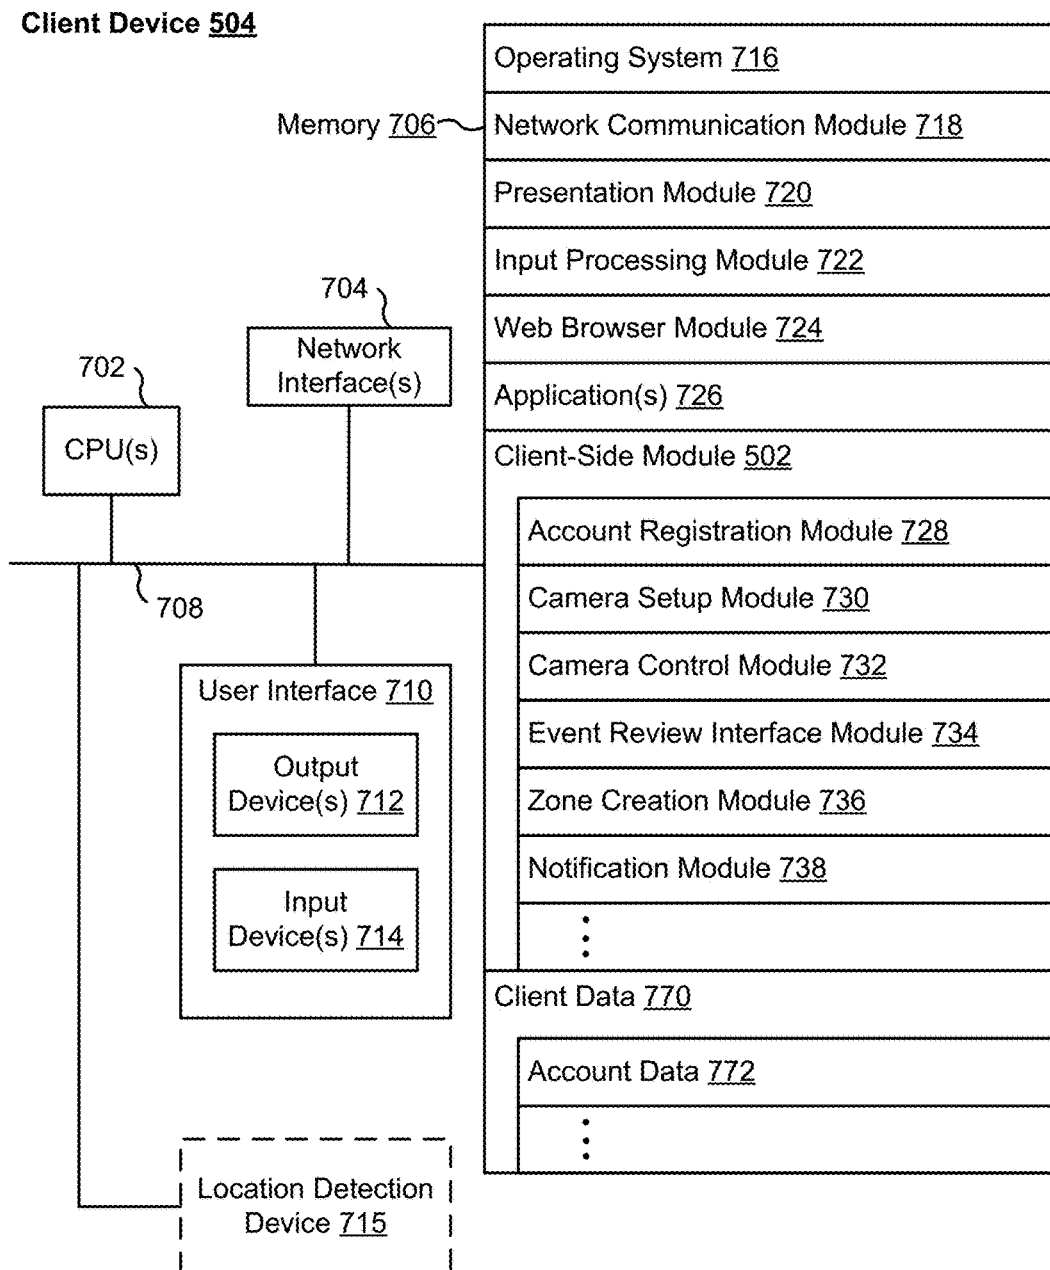 Client Device 504
Operating System 716
Memory 706
Network Communication Module 718
Presentation Module 720
Input Processing Module 722
704
Web Browser Module 724
Network
Interface(s)
702
Application(s) 726
CPU(s)
Client-Side Module 502
Account Registration Module 728
708
Camera Setup Module 730
Camera Control Module 732
User Interface 710
Event Review Interface Module 734
Output
Device(s) 712
Zone Creation Module 736
Notification Module 738
Input
Device(s) 714
Client Data 770
Account Data 772
Location Detection
Device 715